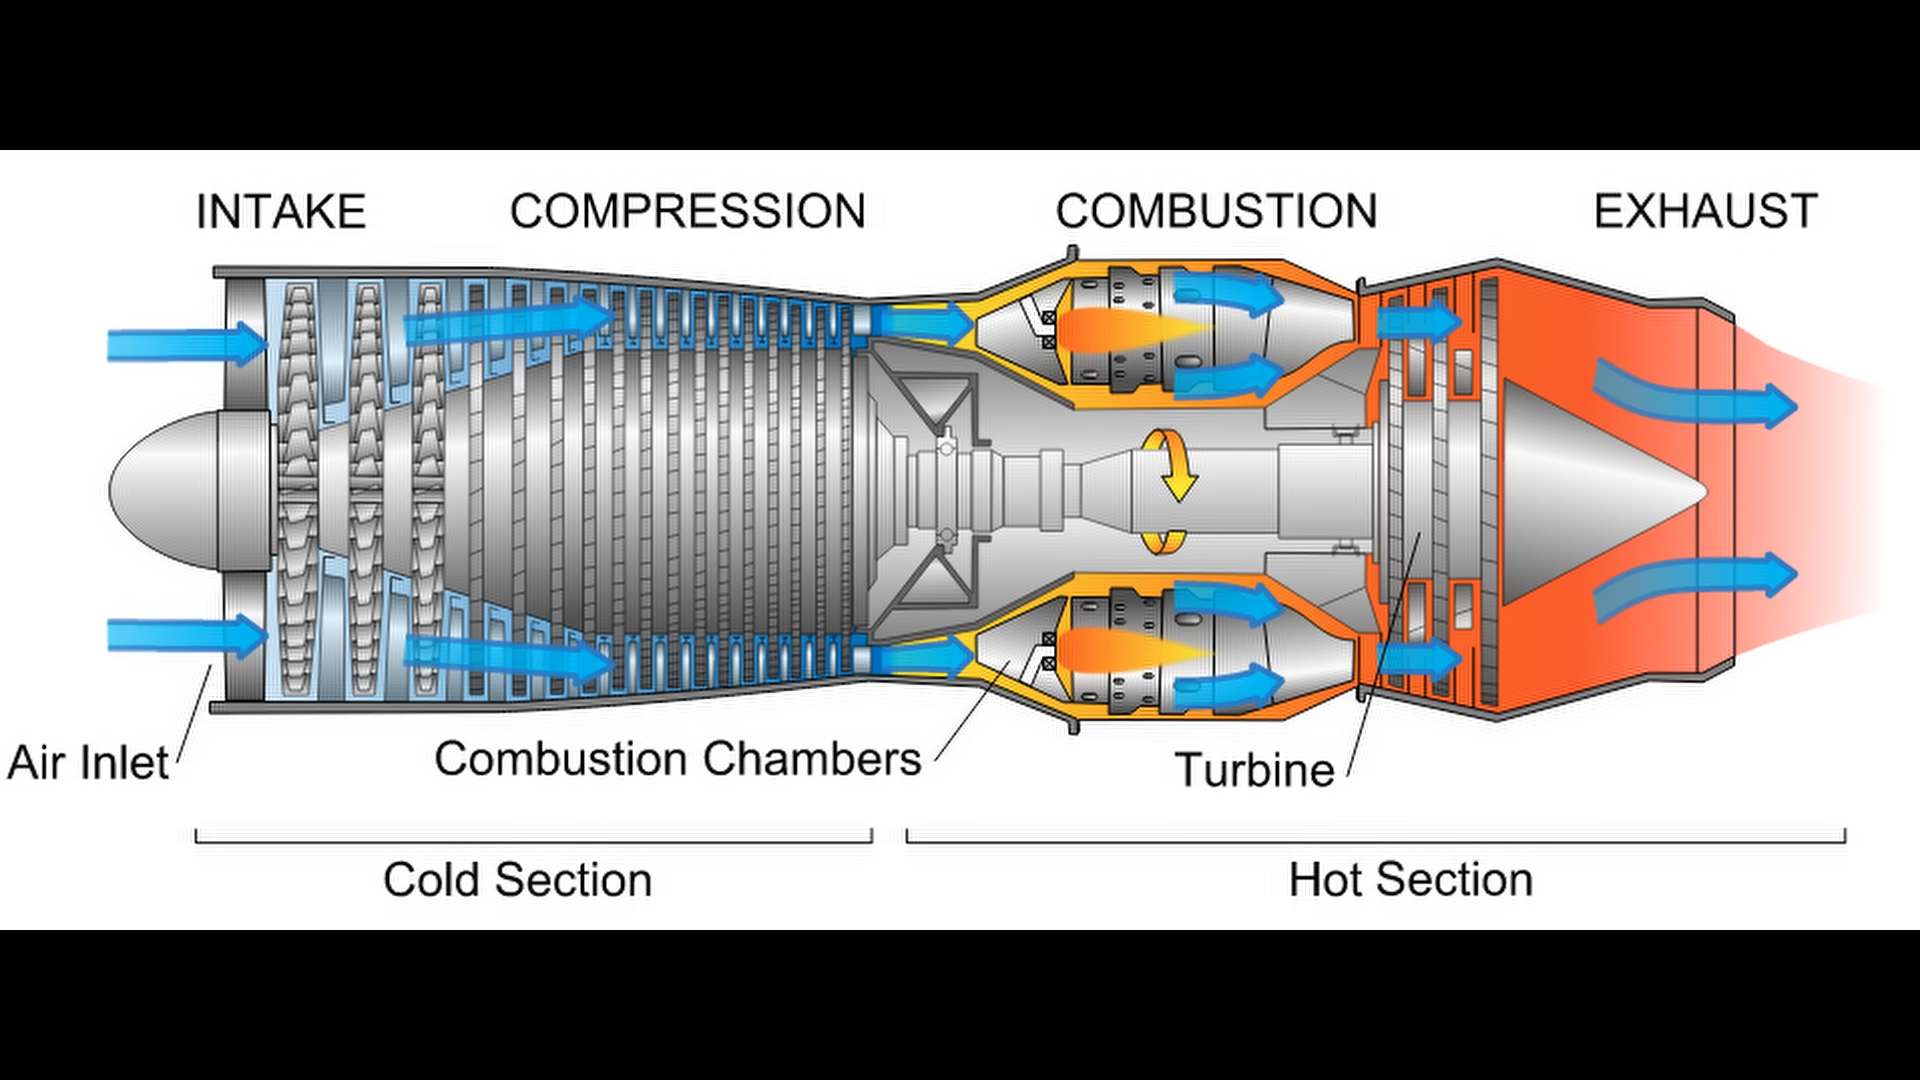 INTAKE
COMPRESSION
COMBUSTION
EXHAUST
Air Inlet
Combustion Chambers
Turbine
Cold Section
Hot Section